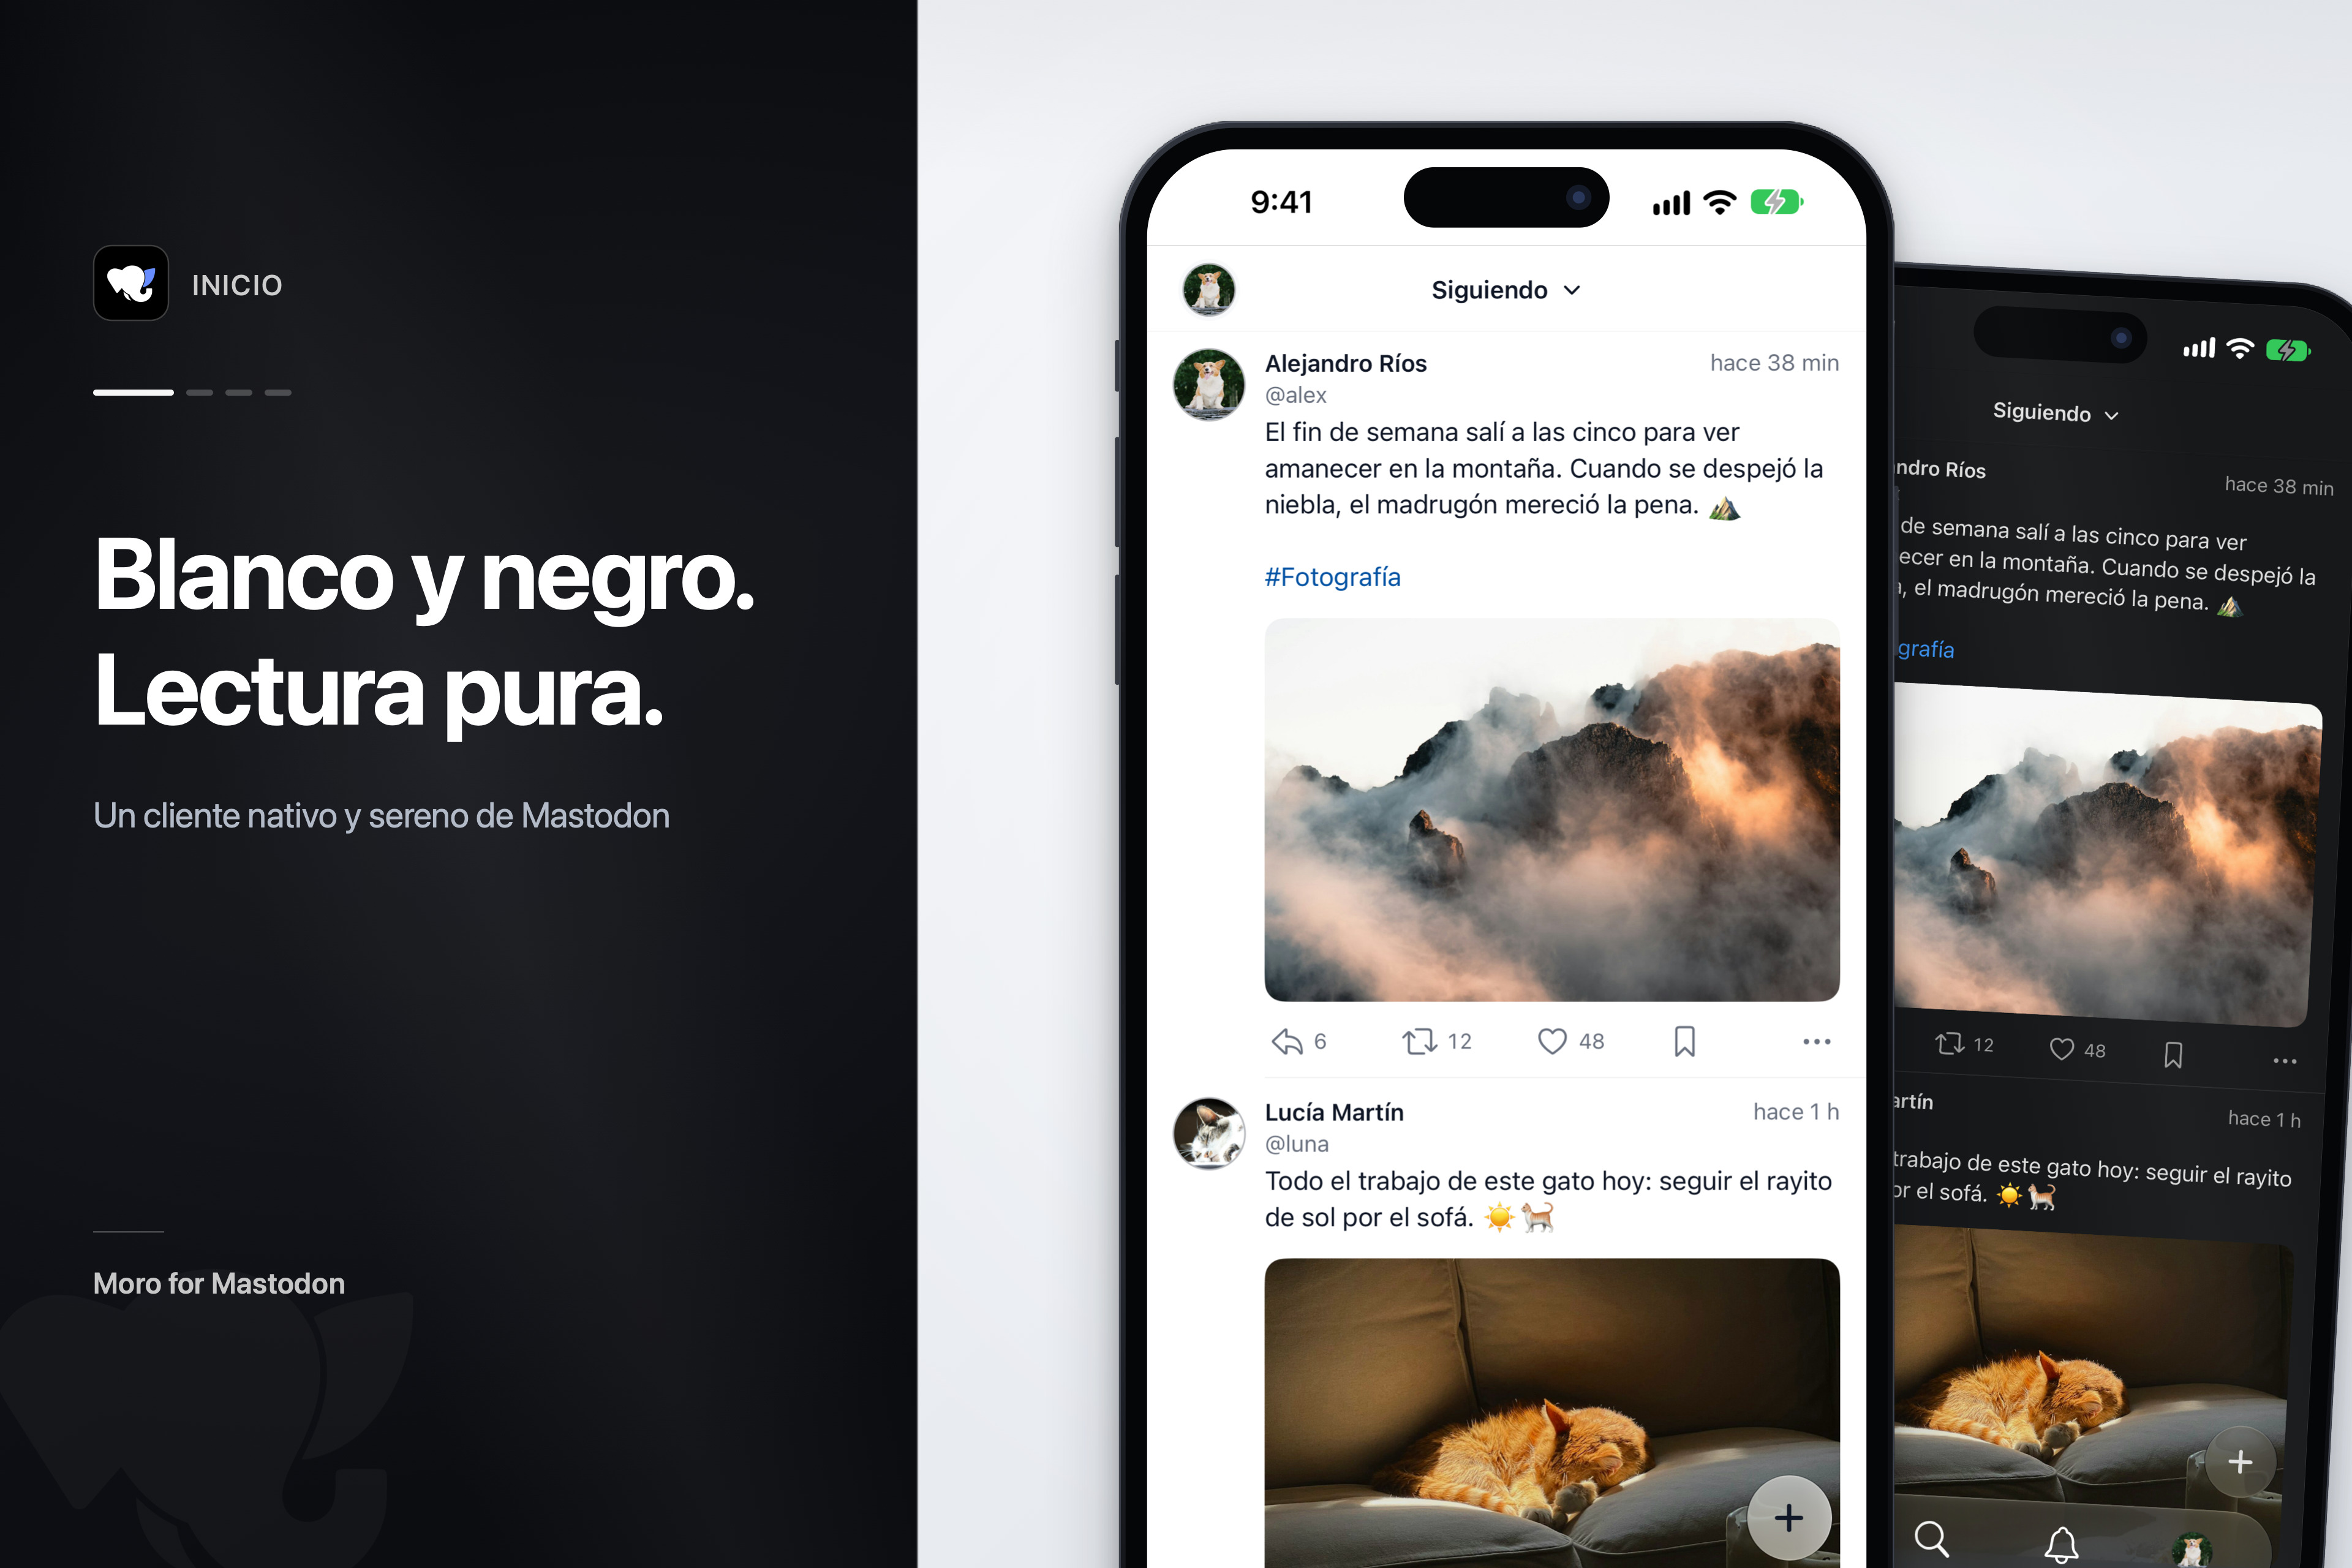 INICIO
Blanco y negro.
Lectura pura.
Un cliente nativo y sereno de Mastodon
Moro for Mastodon
9:41
Siguiendo
Alejandro Ríos
hace 38 min
@alex
El fin de semana salí a las cinco para ver
amanecer en la montaña. Cuando se despejó la
niebla, el madrugón mereció la pena.
#Fotografía
6
12
48
Lucía Martín
hace 1 h
@luna
Todo el trabajo de este gato hoy: seguir el rayito
de sol por el sofá.
Siguiendo
ndro Ríos
hace 38 min
de semana salí a las cinco para ver
ecer en la montaña. Cuando se despejó la
, el madrugón mereció la pena.
grafía
12
48
artín
hace 1 h
trabajo de este gato hoy: seguir el rayito
or el sofá.